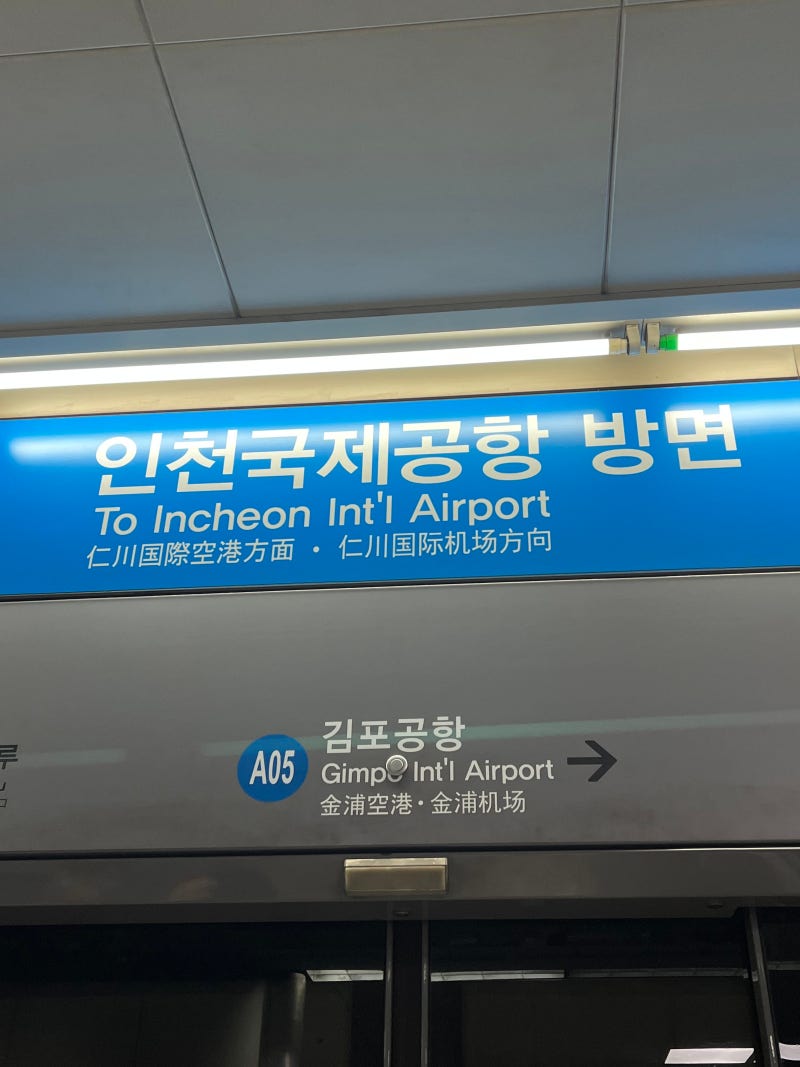 인천국제공항 방면
To Incheon Int'l Airport
仁川国際空港方面 · 仁川国际机场方向
루
A05
김포공항
Gimpo Int'l Airport
金浦空港·金浦机场